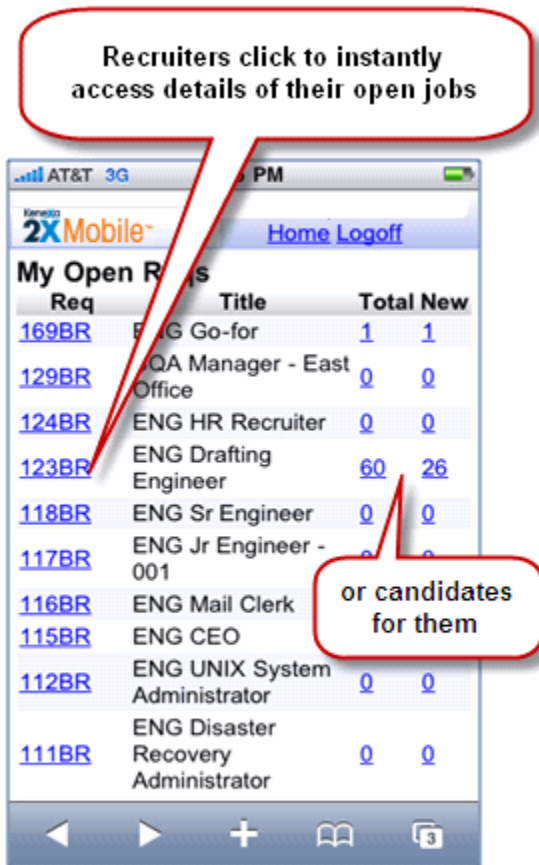 Recruiters click to instantly
access details of their open jobs
AT&T 3G PM
Kenexa
2X Mobile™
Home Logoff
My Open
Req Title Total New
169BR Go-for 1 1
129BR Manager - East Office 0 0
124BR ENG HR Recruiter 0 0
123BR ENG Drafting Engineer 60 26
118BR ENG Sr Engineer 0 0
117BR ENG Jr Engineer - 001
116BR ENG Mail Clerk
115BR ENG CEO
112BR ENG UNIX System Administrator 0 0
111BR ENG Disaster Recovery Administrator 0 0
or candidates
for them
3